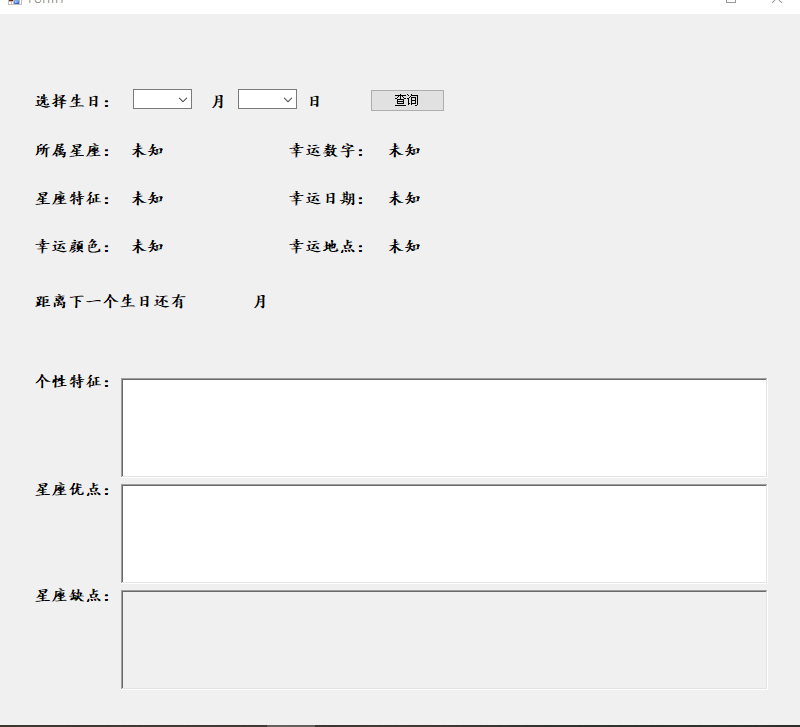 选择生日： 月 日 查询
所属星座： 未知 幸运数字： 未知
星座特征： 未知 幸运日期： 未知
幸运颜色： 未知 幸运地点： 未知
距离下一个生日还有 月
个性特征：
星座优点：
星座缺点：